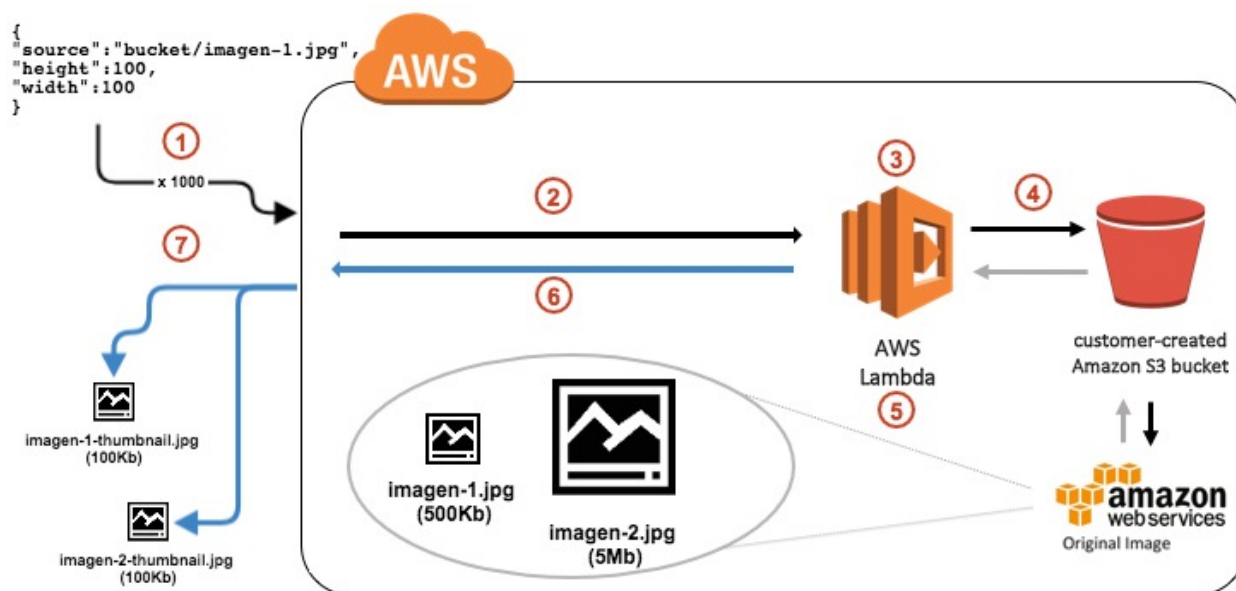 {
"source":"bucket/imagen-1.jpg",
"height":100,
"width":100
}
AWS
1
x 1000
2
3
4
7
6
AWS
Lambda
5
customer-created
Amazon S3 bucket
imagen-1-thumbnail.jpg
(100Kb)
imagen-1.jpg
(500Kb)
imagen-2.jpg
(5Mb)
amazon
webservices
Original Image
imagen-2-thumbnail.jpg
(100Kb)